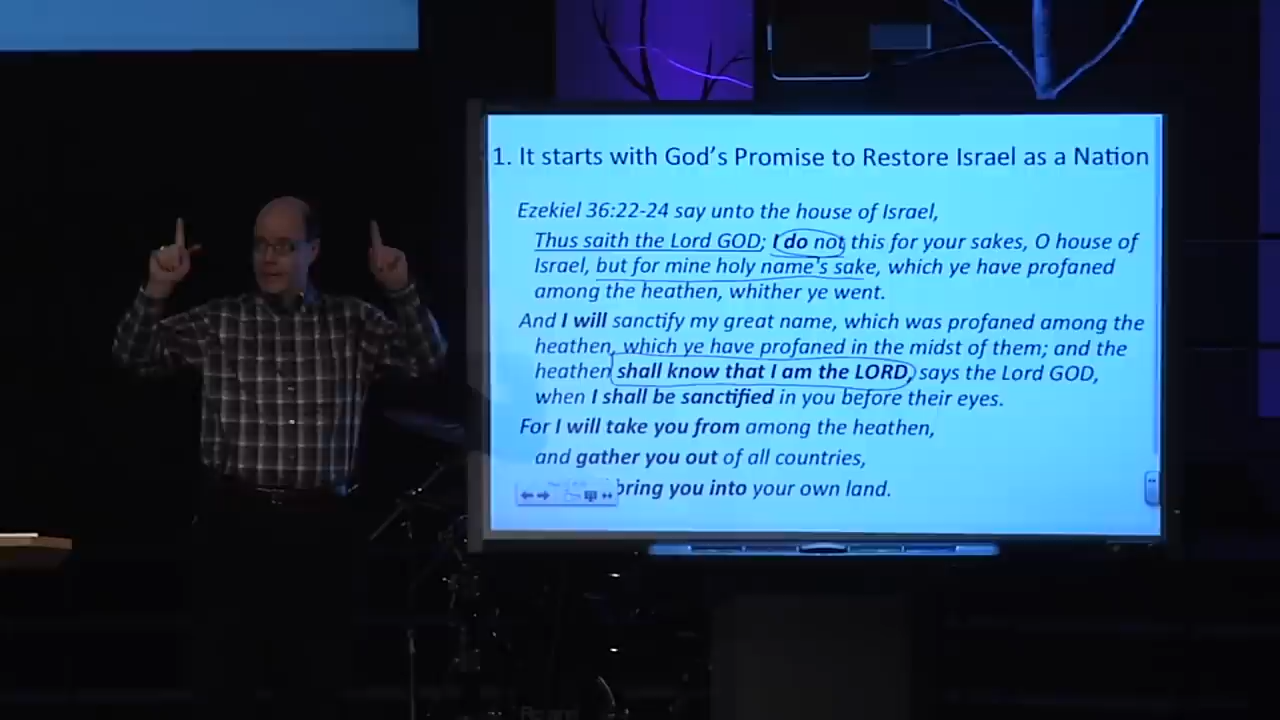 1. It starts with God's Promise to Restore Israel as a Nation
Ezekiel 36:22-24 say unto the house of Israel,
Thus saith the Lord GOD; I do not this for your sakes, O house of
Israel, but for mine holy name's sake, which ye have profaned
among the heathen, whither ye went.
And I will sanctify my great name, which was profaned among the
heathen, which ye have profaned in the midst of them; and the
heathen shall know that I am the LORD, says the Lord GOD,
when I shall be sanctified in you before their eyes.
For I will take you from among the heathen,
and gather you out of all countries,
bring you into your own land.